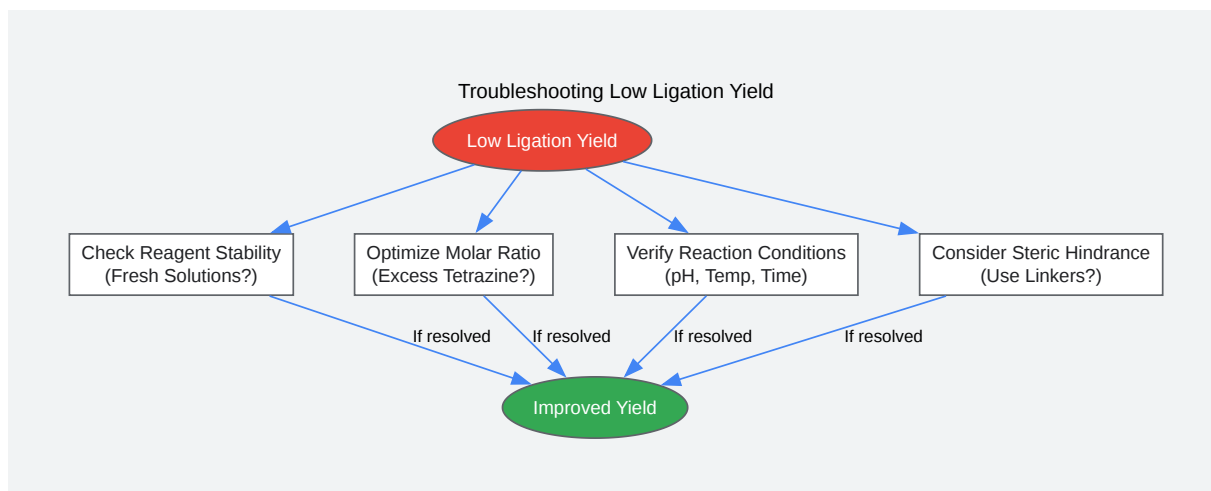 Troubleshooting Low Ligation Yield
Low Ligation Yield
Check Reagent Stability
(Fresh Solutions?)
Optimize Molar Ratio
(Excess Tetrazine?)
Verify Reaction Conditions
(pH, Temp, Time)
Consider Steric Hindrance
(Use Linkers?)
If resolved
If resolved
If resolved
If resolved
Improved Yield